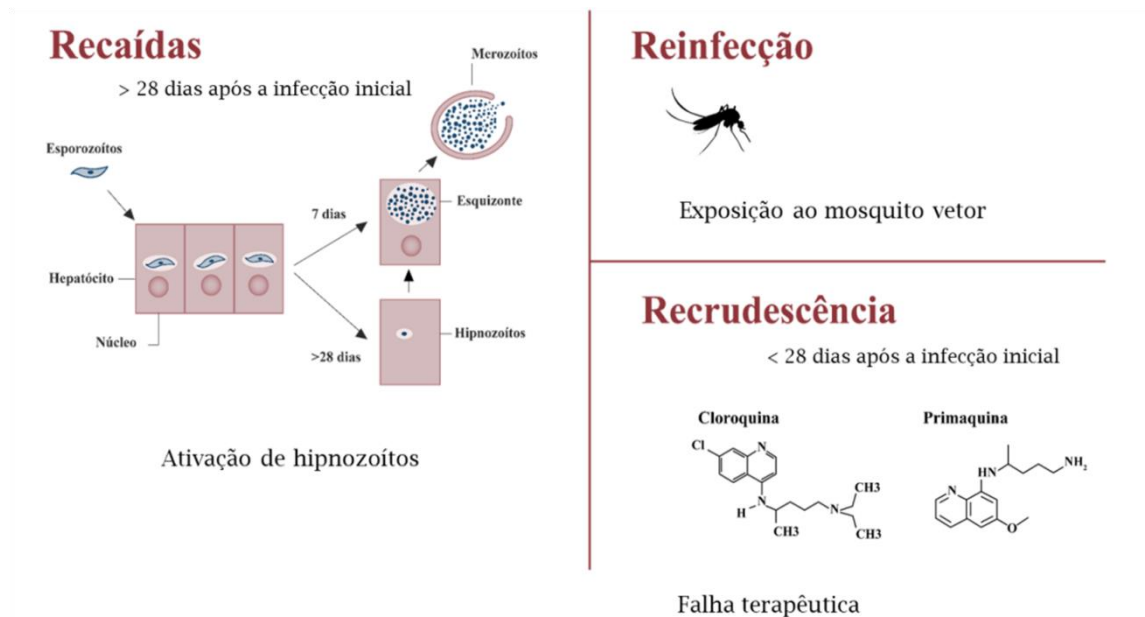 Recaídas
> 28 dias após a infecção inicial
Merozoítos
Esporozoítos
7 dias
Esquizonte
Hepatócito
Núcleo
>28 dias
Hipnozoítos
Ativação de hipnozoítos
Reinfecção
Exposição ao mosquito vetor
Recrudescência
< 28 dias após a infecção inicial
Cloroquina
Cl
N
N
H
CH3
N
CH3
CH3
Primaquina
HN
NH₂
N
O
Falha terapêutica